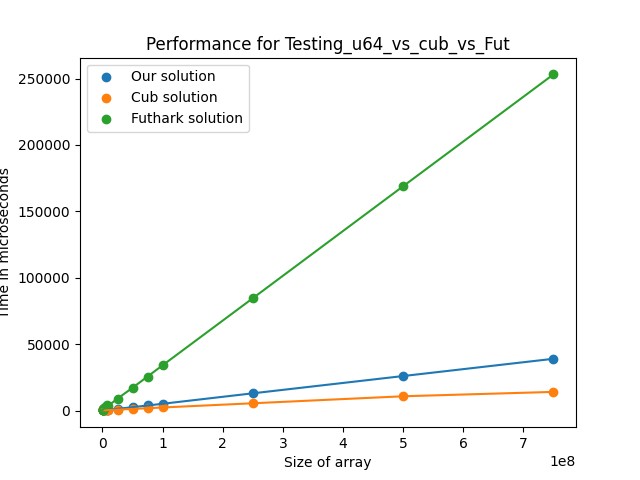 Performance for Testing_u64_vs_cub_vs_Fut
Our solution
Cub solution
Futhark solution
250000
200000
150000
100000
50000
0
Time in microseconds
0 1 2 3 4 5 6 7
1e8
Size of array